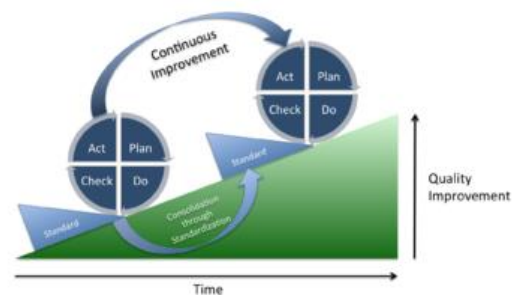 Continuous
Improvement
Act
Plan
Check
Do
Act
Plan
Check
Do
Standard
Standard
Consolidation
through
Standardization
Quality
Improvement
Time